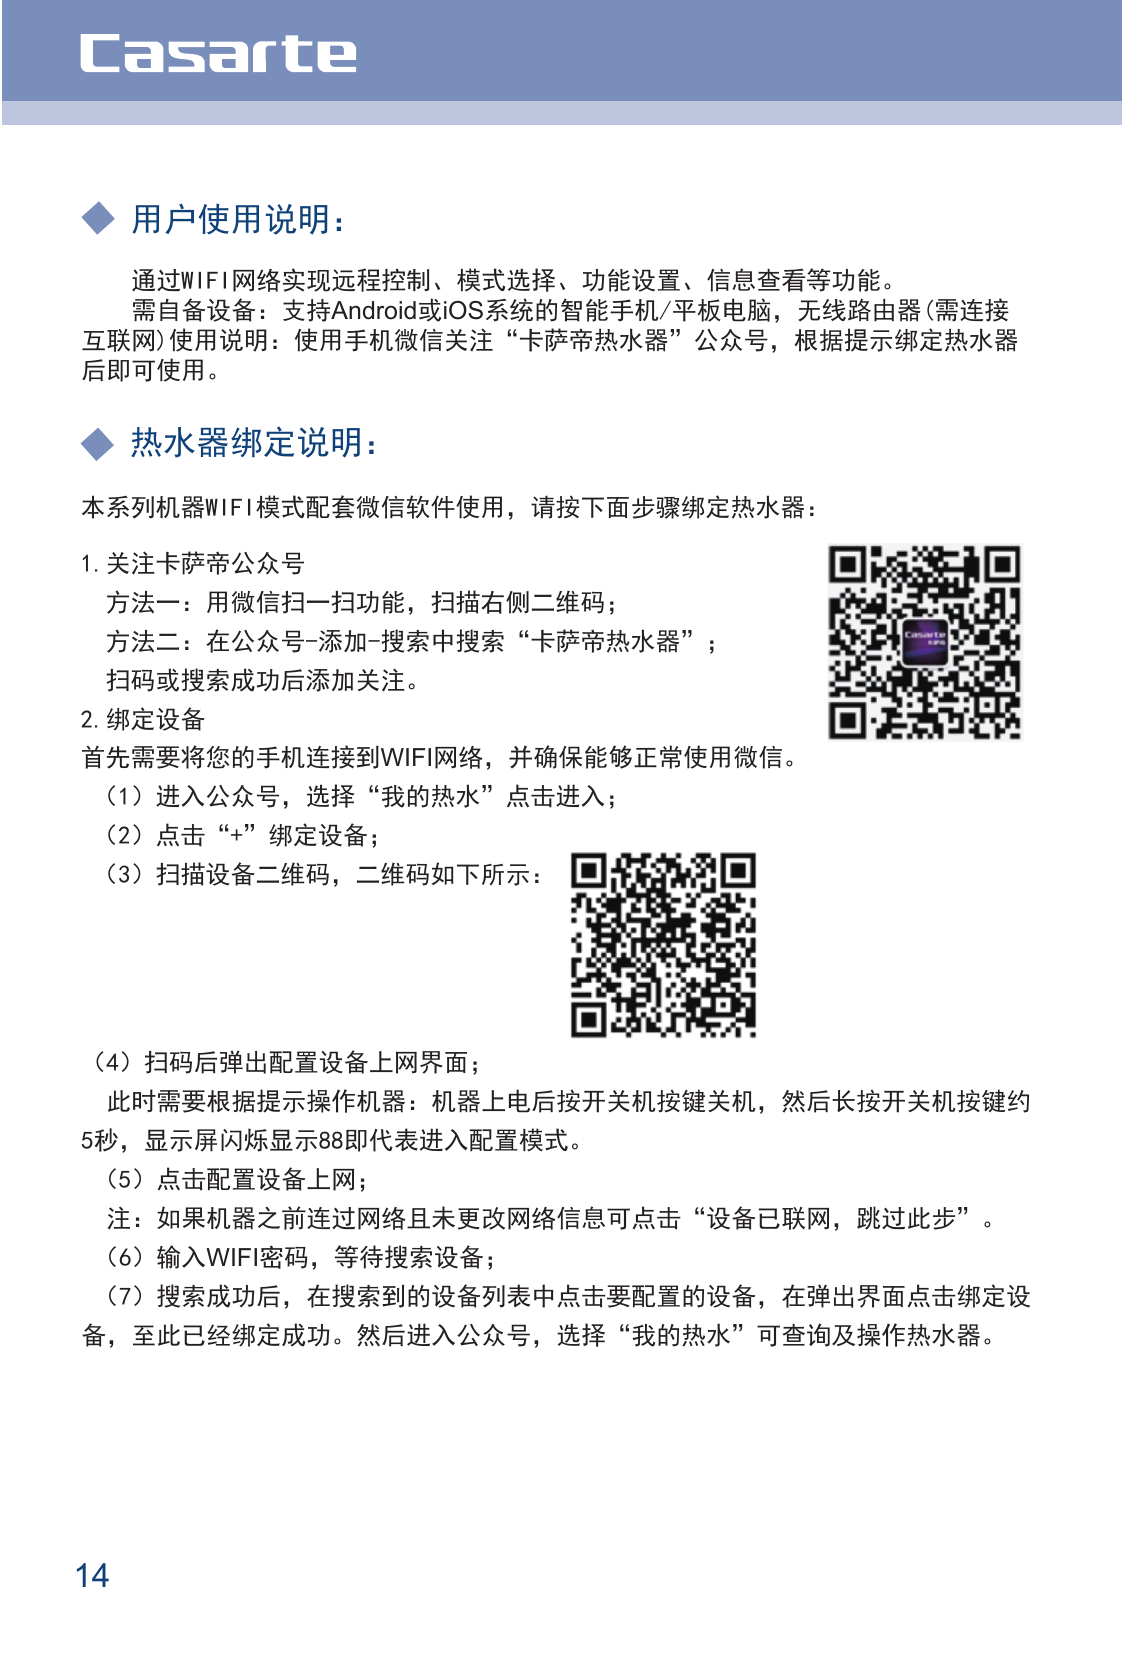 Casarte
用户使用说明：
通过WIFI网络实现远程控制、模式选择、功能设置、信息查看等功能。
需自备设备：支持Android或iOS系统的智能手机/平板电脑，无线路由器(需连接
互联网)使用说明：使用手机微信关注“卡萨帝热水器”公众号，根据提示绑定热水器
后即可使用。
热水器绑定说明：
本系列机器WIFI模式配套微信软件使用，请按下面步骤绑定热水器：
1.关注卡萨帝公众号
方法一：用微信扫一扫功能，扫描右侧二维码；
方法二：在公众号-添加-搜索中搜索“卡萨帝热水器”；
扫码或搜索成功后添加关注。
Casarte
2.绑定设备
首先需要将您的手机连接到WIFI网络，并确保能够正常使用微信。
（1）进入公众号，选择“我的热水”点击进入；
（2）点击“+”绑定设备；
（3）扫描设备二维码，二维码如下所示：
（4）扫码后弹出配置设备上网界面；
此时需要根据提示操作机器：机器上电后按开关机按键关机，然后长按开关机按键约
5秒，显示屏闪烁显示88即代表进入配置模式。
（5）点击配置设备上网；
注：如果机器之前连过网络且未更改网络信息可点击“设备已联网，跳过此步”。
（6）输入WIFI密码，等待搜索设备；
（7）搜索成功后，在搜索到的设备列表中点击要配置的设备，在弹出界面点击绑定设
备，至此已经绑定成功。然后进入公众号，选择“我的热水”可查询及操作热水器。
14